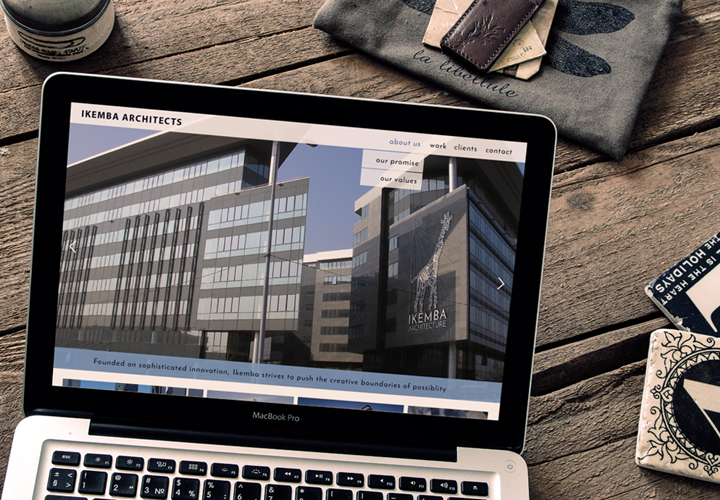 la libellule
IKEMBA ARCHITECTS
about us work clients contact
our promise
our values
IKEMBA
ARCHITECTURE
Founded on sophisticated innovation, Ikemba strives to push the creative boundaries of possiblity
MacBook Pro
IS THE HEART
THE HOLIDAYS
esc